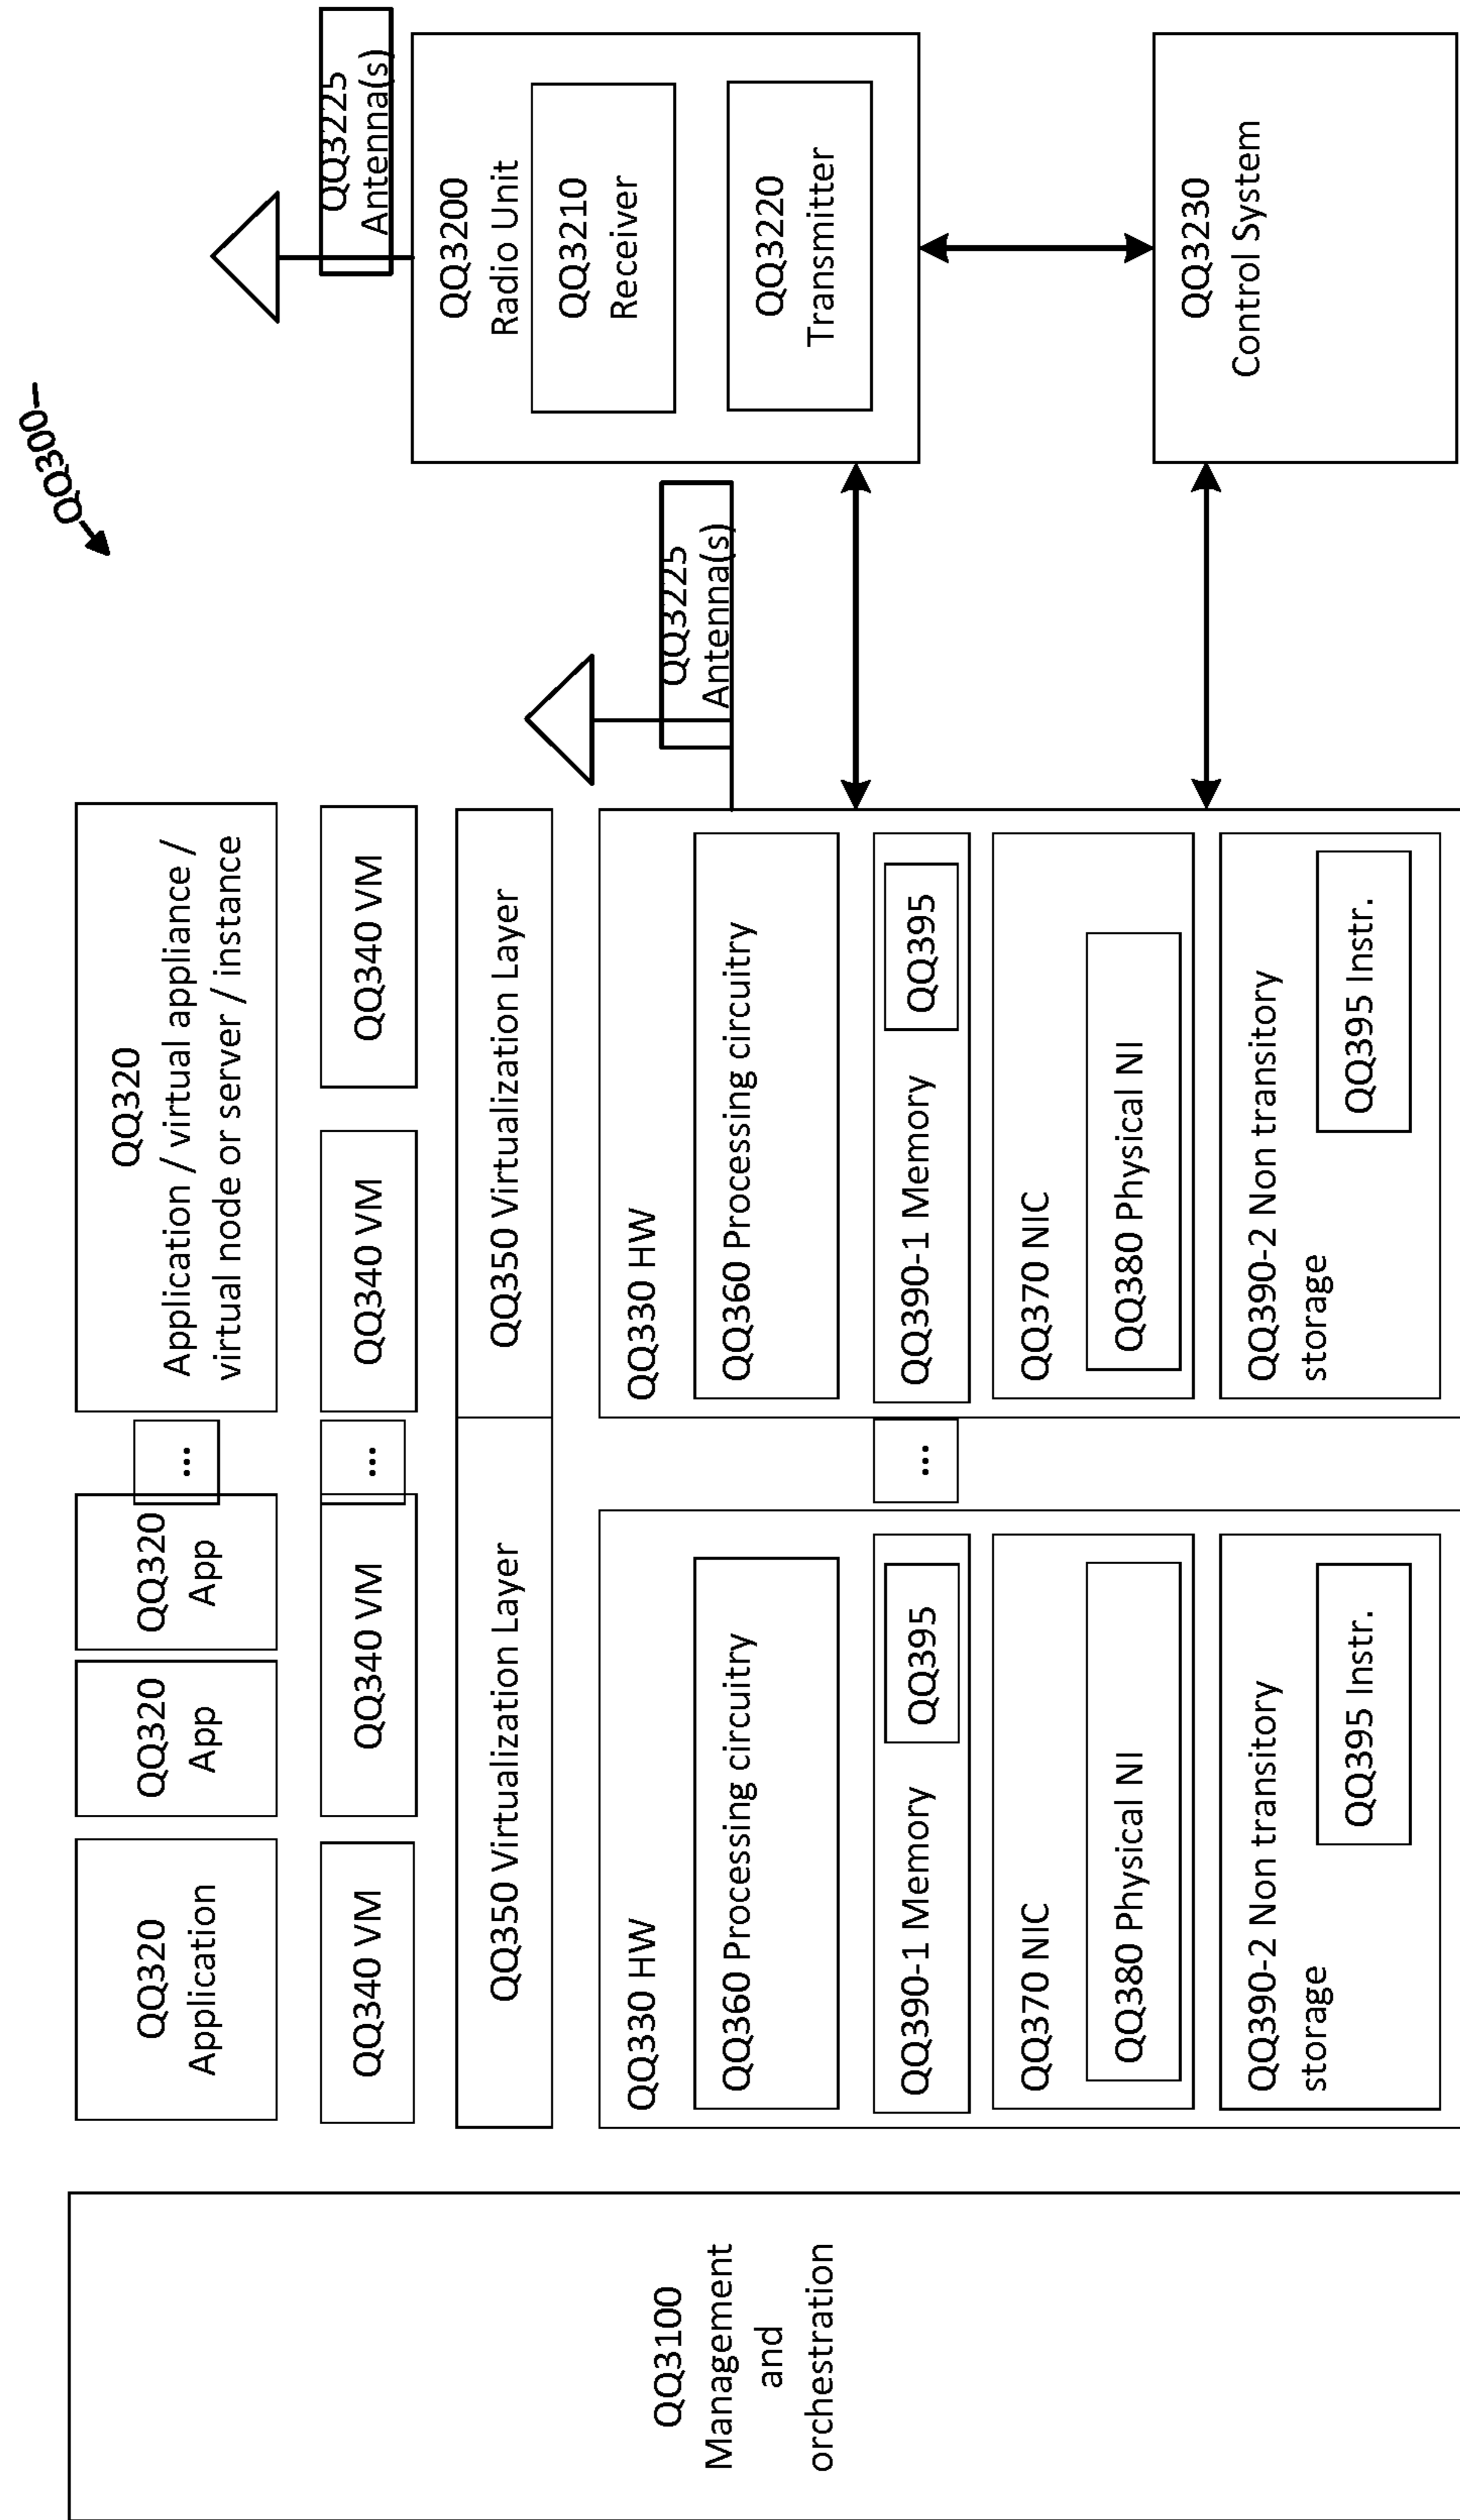 QQ300
QQ3100
Management
and
orchestration
QQ320
Application
QQ320
App
QQ320
App
...
QQ320
Application / virtual appliance /
virtual node or server / instance
QQ340 VM
QQ340 VM
...
QQ340 VM
QQ340 VM
QQ350 Virtualization Layer
QQ350 Virtualization Layer
QQ330 HW
QQ360 Processing circuitry
QQ390-1 Memory
QQ395
QQ370 NIC
QQ380 Physical NI
QQ390-2 Non transitory
storage
QQ395 Instr.
...
QQ330 HW
QQ360 Processing circuitry
QQ390-1 Memory
QQ395
QQ370 NIC
QQ380 Physical NI
QQ390-2 Non transitory
storage
QQ395 Instr.
QQ3225
Antenna(s)
QQ3225
Antenna(s)
QQ3200
Radio Unit
QQ3210
Receiver
QQ3220
Transmitter
QQ3230
Control System